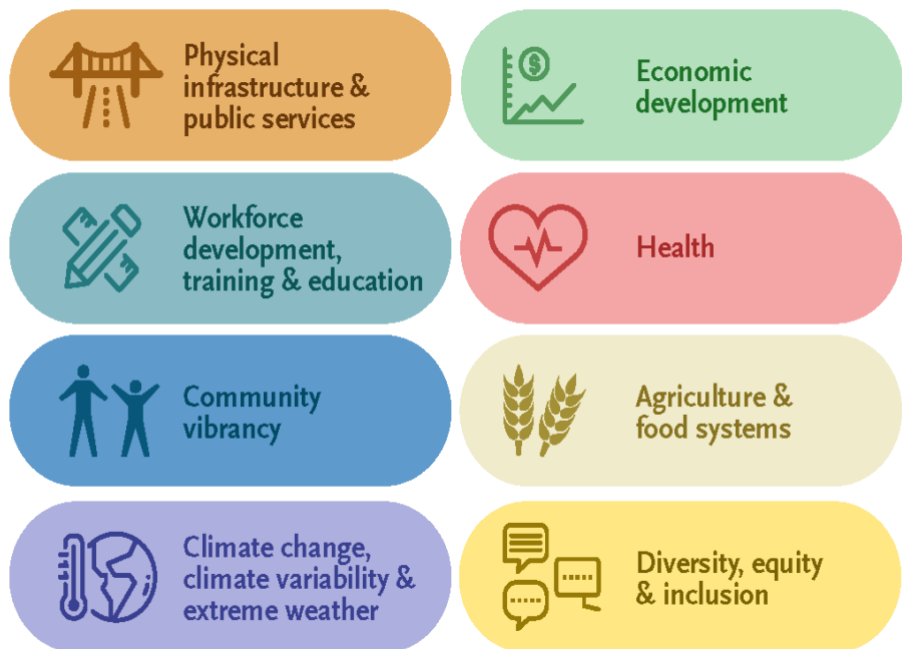 Physical
infrastructure &
public services
Economic
development
Workforce
development,
training & education
Health
Community
vibrancy
Agriculture &
food systems
Climate change,
climate variability &
extreme weather
Diversity, equity
& inclusion